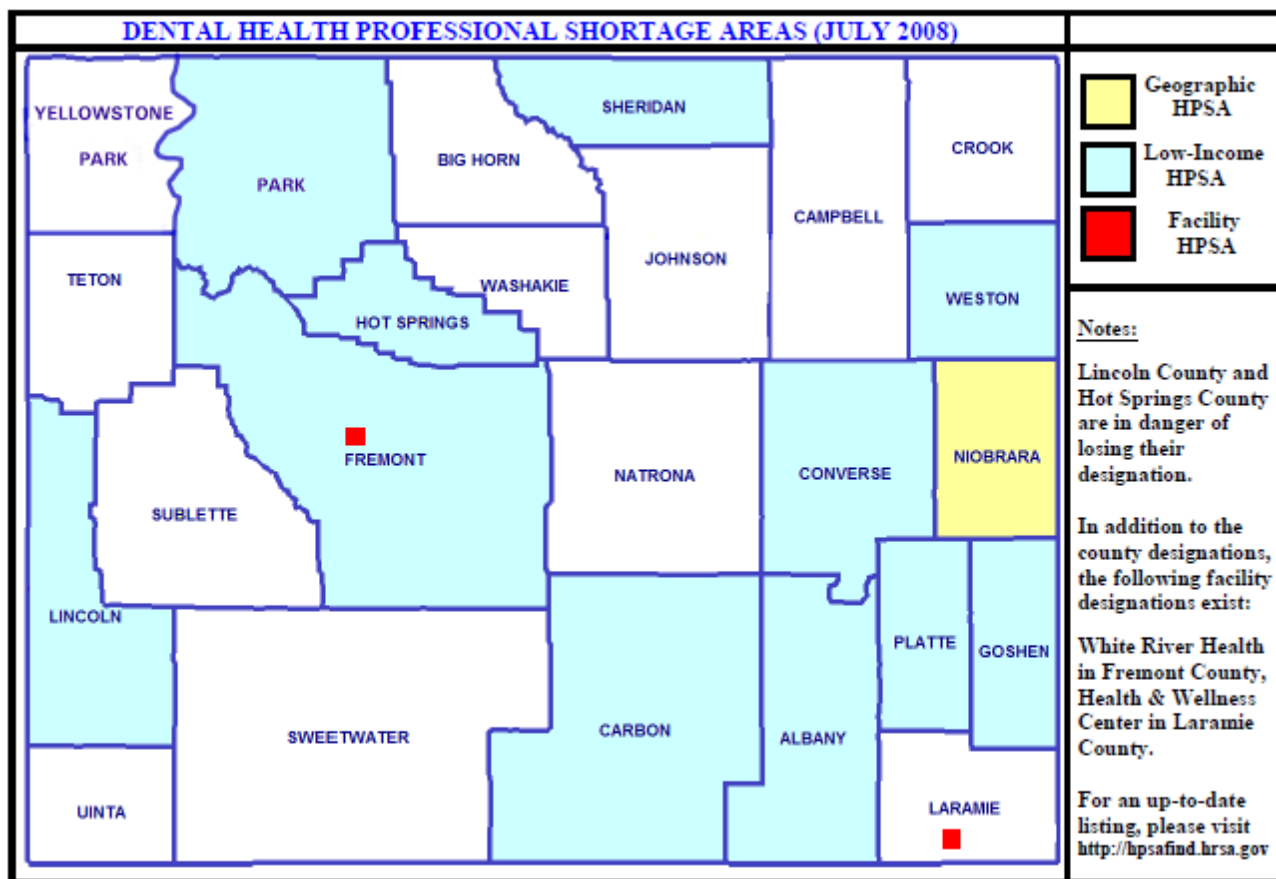 DENTAL HEALTH PROFESSIONAL SHORTAGE AREAS (JULY 2008)
YELLOWSTONE
PARK
PARK
BIG HORN
SHERIDAN
CROOK
CAMPBELL
JOHNSON
TETON
WASHAKIE
HOT SPRINGS
WESTON
FREMONT
NATRONA
CONVERSE
NIOBRARA
SUBLETTE
LINCOLN
PLATTE
GOSHEN
SWEETWATER
CARBON
ALBANY
UINTA
LARAMIE
Geographic
HPSA
Low-Income
HPSA
Facility
HPSA
Notes:
Lincoln County and
Hot Springs County
are in danger of
losing their
designation.
In addition to the
county designations,
the following facility
designations exist:
White River Health
in Fremont County,
Health & Wellness
Center in Laramie
County.
For an up-to-date
listing, please visit
http://hpsafind.hrsa.gov